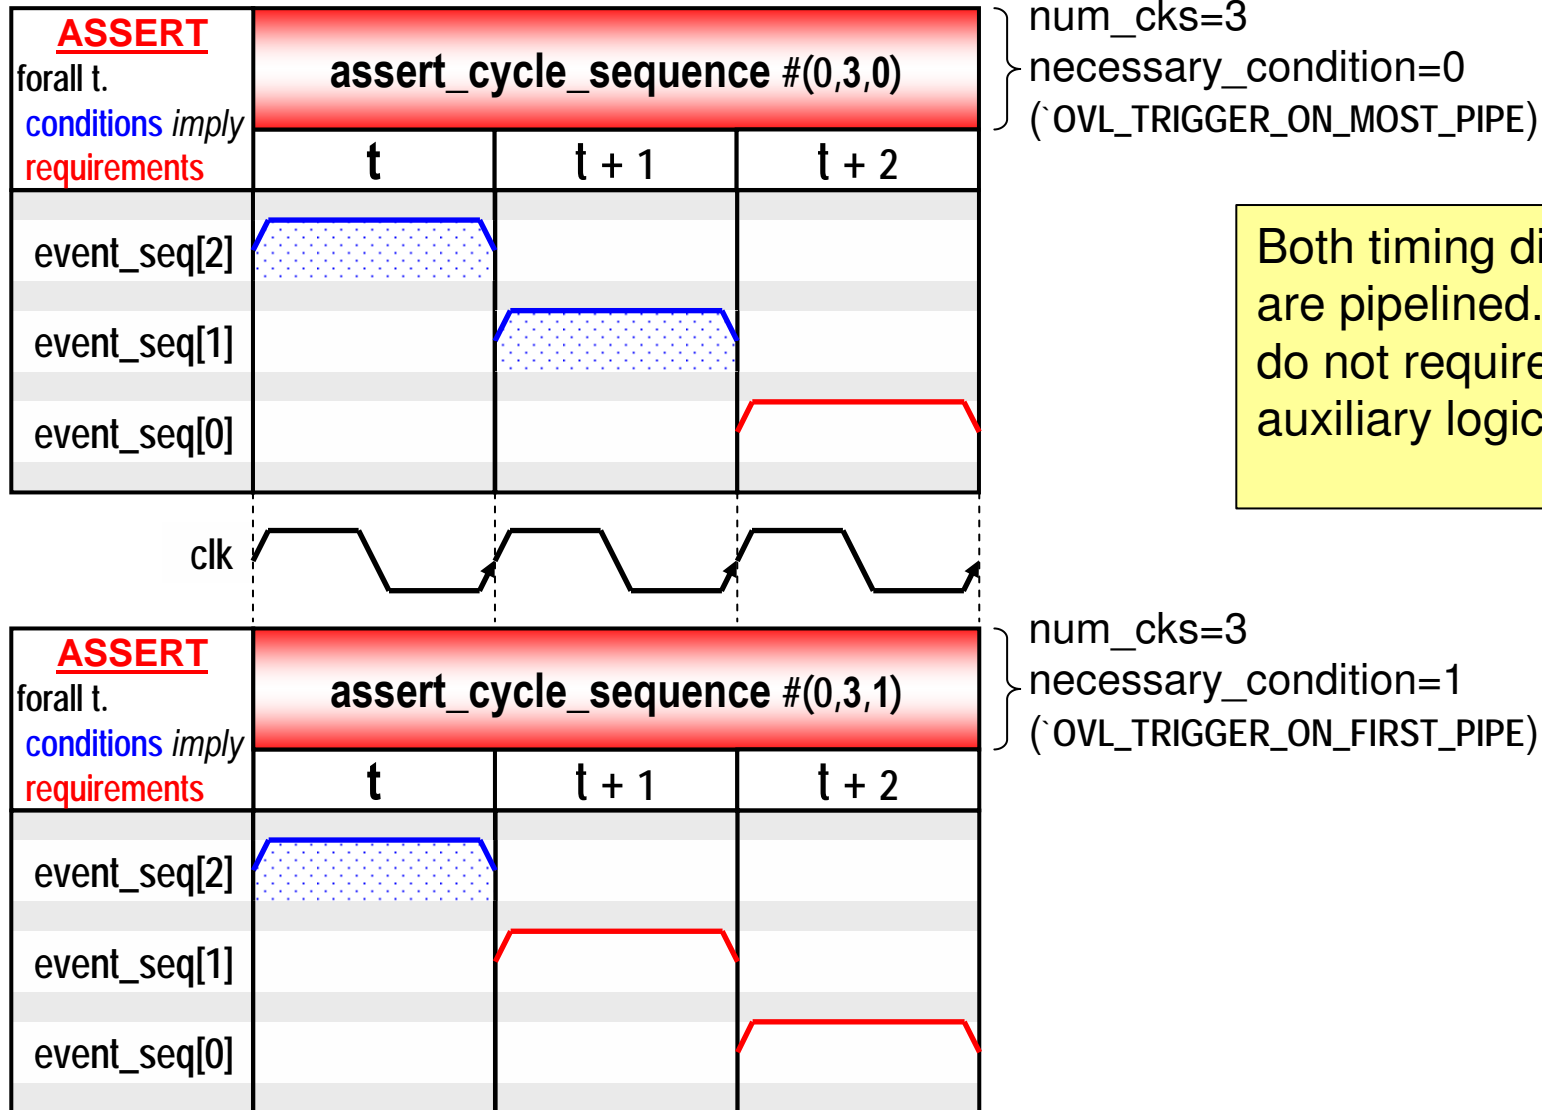 ASSERT
forall t.
conditions imply
requirements
assert_cycle_sequence #(0,3,0)
t
t + 1
t + 2
event_seq[2]
event_seq[1]
event_seq[0]
num_cks=3
necessary_condition=0
(`OVL_TRIGGER_ON_MOST_PIPE)
Both timing di
are pipelined.
do not require
auxiliary logic
clk
ASSERT
forall t.
conditions imply
requirements
assert_cycle_sequence #(0,3,1)
t
t + 1
t + 2
event_seq[2]
event_seq[1]
event_seq[0]
num_cks=3
necessary_condition=1
(`OVL_TRIGGER_ON_FIRST_PIPE)